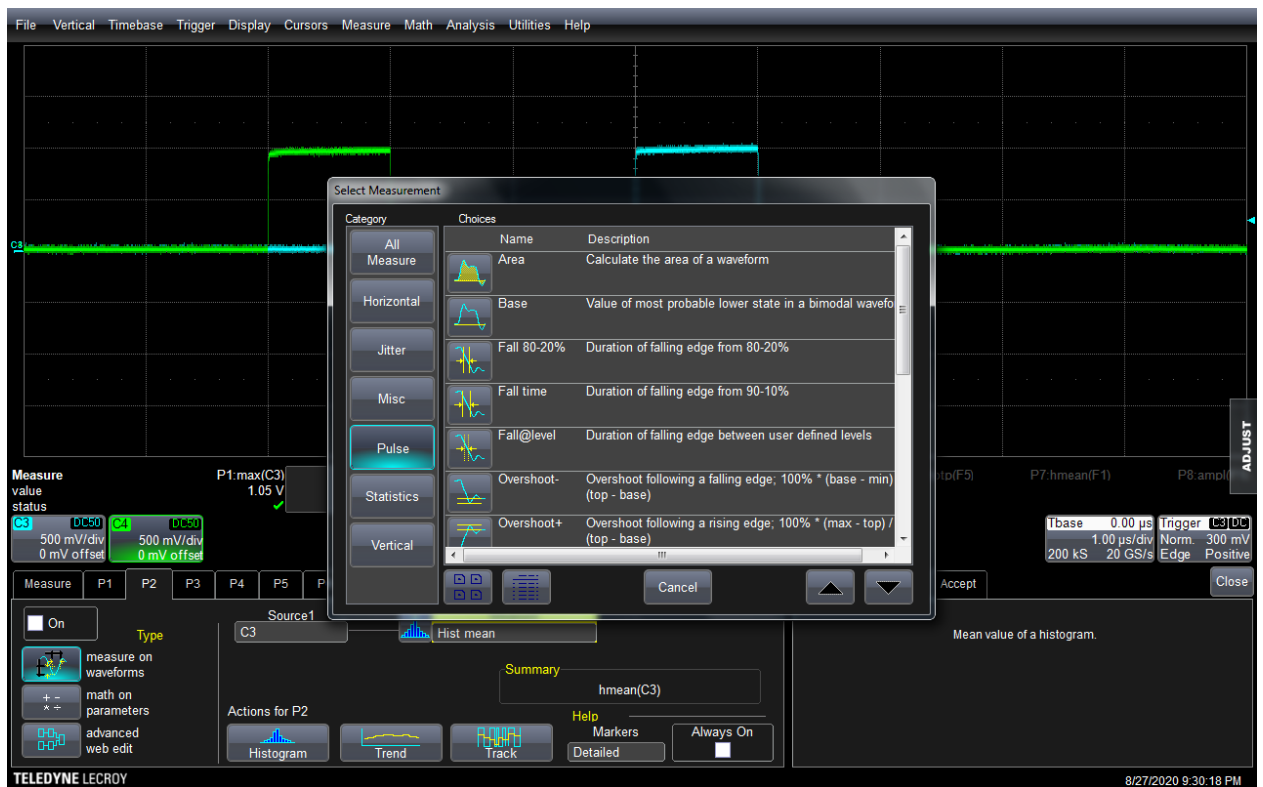 File Vertical Timebase Trigger Display Cursors Measure Math Analysis Utilities Help
C3
Select Measurement
Category
All Measure
Horizontal
Jitter
Misc
Pulse
Statistics
Vertical
Choices
Name Description
Area Calculate the area of a waveform
Base Value of most probable lower state in a bimodal wavefo
Fall 80-20% Duration of falling edge from 80-20%
Fall time Duration of falling edge from 90-10%
Fall@level Duration of falling edge between user defined levels
Overshoot- Overshoot following a falling edge; 100% * (base - min)
(top - base)
Overshoot+ Overshoot following a rising edge; 100% * (max - top) /
(top - base)
Cancel
ADJUST
Measure P1:max(C3) ptp(F5) P7:hmean(F1) P8:ampl(
value 1.05 V
status
C3 DC50 C4 DC50
500 mV/div 500 mV/div
0 mV offset 0 mV offset
Tbase 0.00 µs Trigger C3 DC
1.00 µs/div Norm. 300 mV
200 kS 20 GS/s Edge Positive
Measure P1 P2 P3 P4 P5 P Accept Close
On
Type
measure on
waveforms
math on
parameters
advanced
web edit
Source1
C3
Hist mean
Summary
hmean(C3)
Actions for P2
Histogram
Trend
Track
Help
Markers
Detailed
Always On
Mean value of a histogram.
TELEDYNE LECROY 8/27/2020 9:30:18 PM